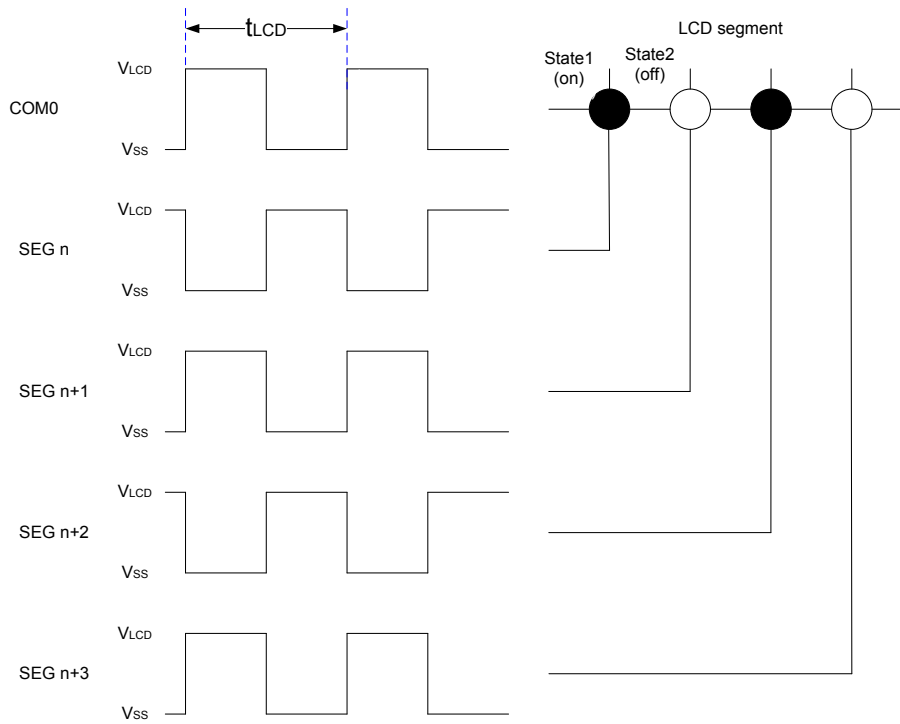 tLCD
LCD segment
State1
(on)
State2
(off)
VLCD
COM0
VSS
VLCD
SEG n
VSS
VLCD
SEG n+1
VSS
VLCD
SEG n+2
VSS
VLCD
SEG n+3
VSS